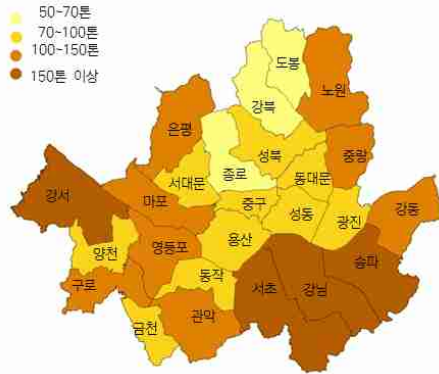 50~70톤
70~100톤
100~150톤
150톤 이상
도봉
노원
강북
은평
성북
중랑
종로
서대문
동대문
강서
마포
중구
성동
광진
강동
양천
영등포
용산
송파
구로
동작
서초
강남
금천
관악